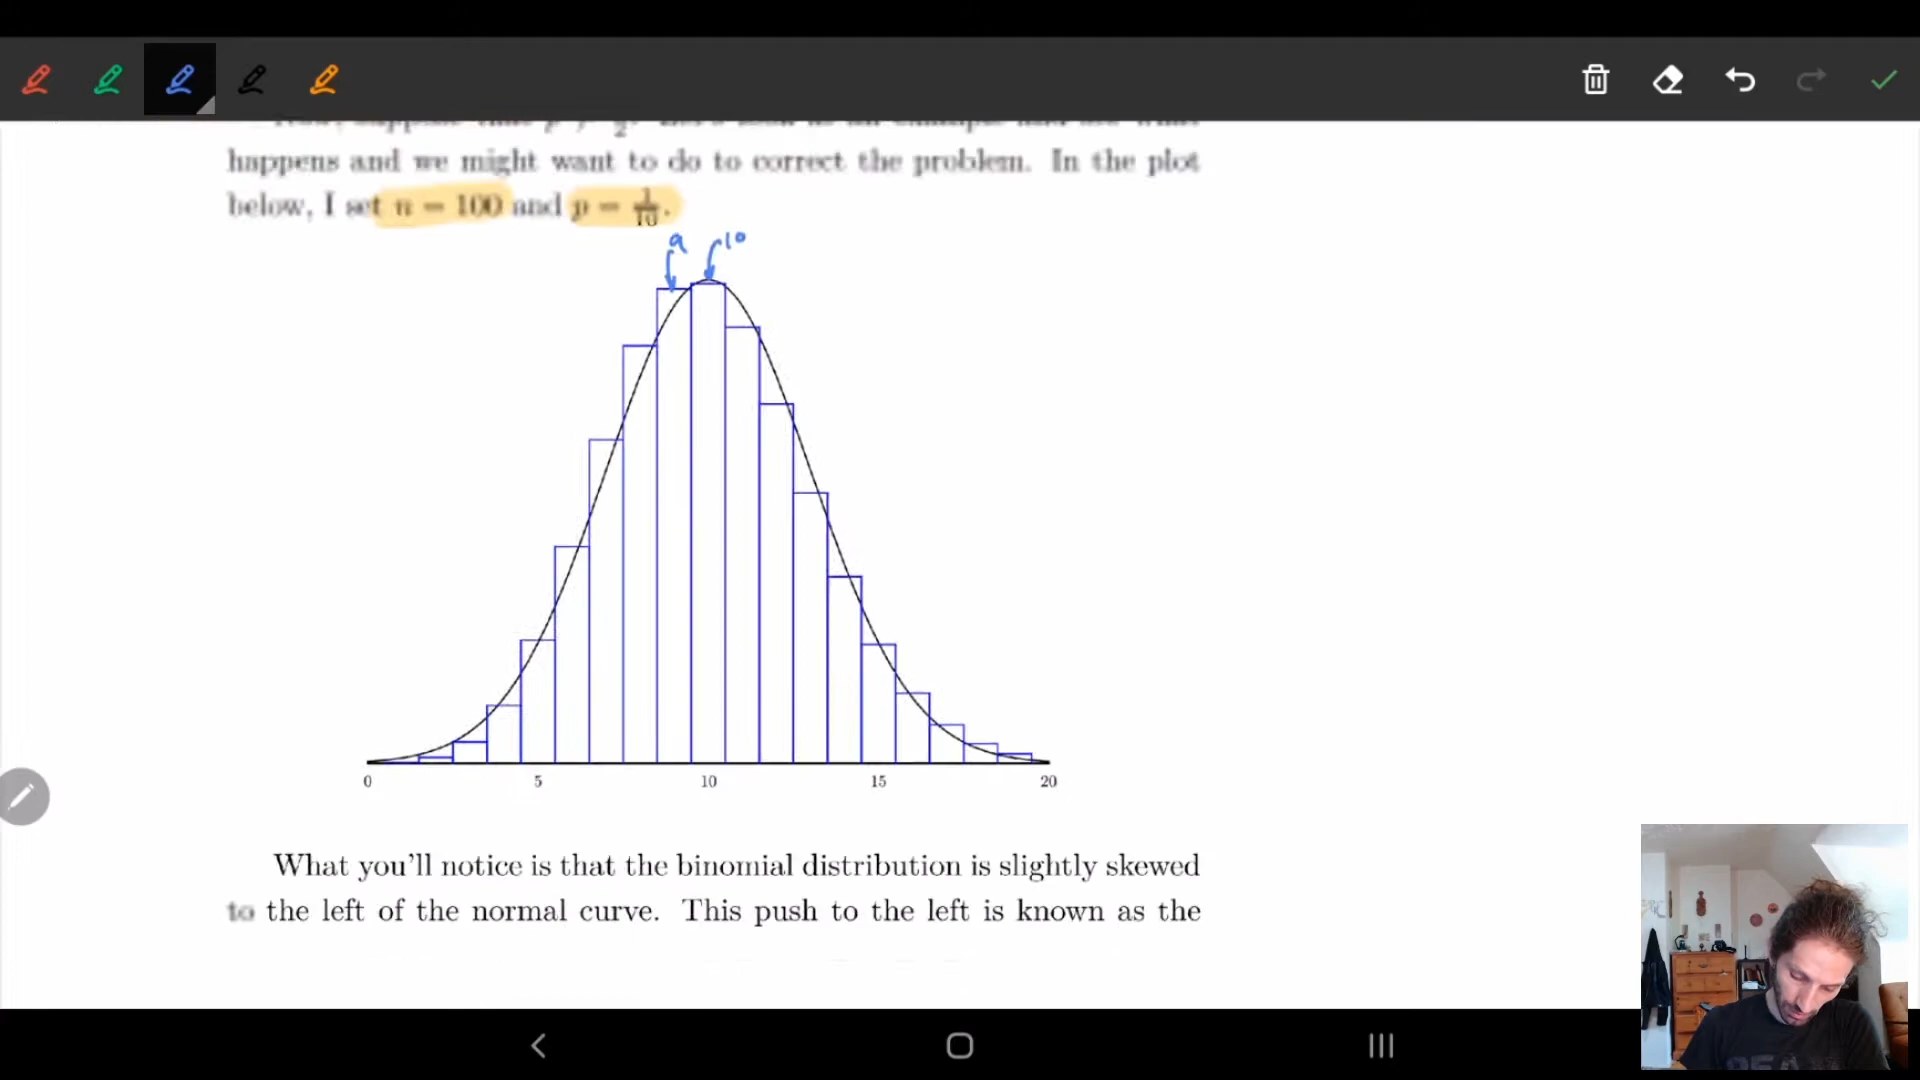 happens and we might want to do to correct the problem. In the plot
below, I set n = 100 and p = 1/10.
9 10
0 5 10 15 20
What you'll notice is that the binomial distribution is slightly skewed
to the left of the normal curve. This push to the left is known as the